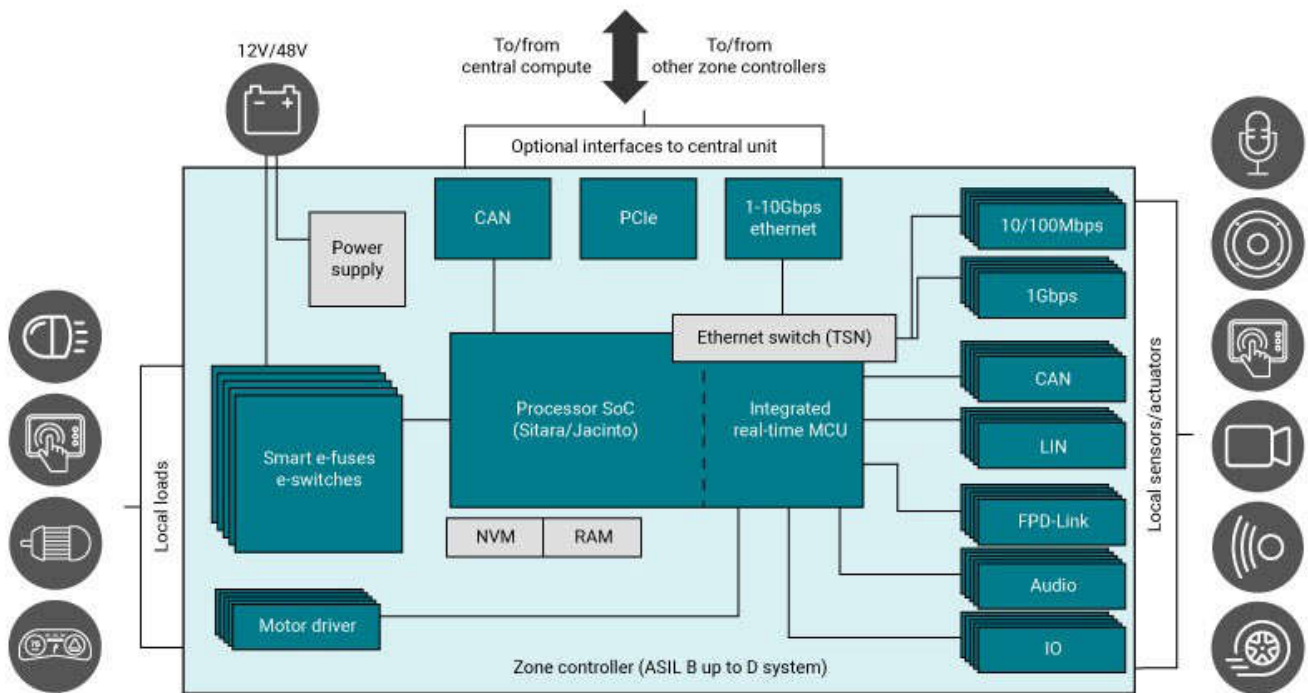 To/from
central compute
To/from
other zone controllers
12V/48V
Optional interfaces to central unit
CAN
PCIe
1-10Gbps
ethernet
10/100Mbps
Power
supply
1Gbps
Ethernet switch (TSN)
CAN
Processor SoC
(Sitara/Jacinto)
Integrated
real-time MCU
LIN
Smart e-fuses
e-switches
Local loads
Local sensors/actuators
FPD-Link
NVM
RAM
Audio
Motor driver
IO
Zone controller (ASIL B up to D system)